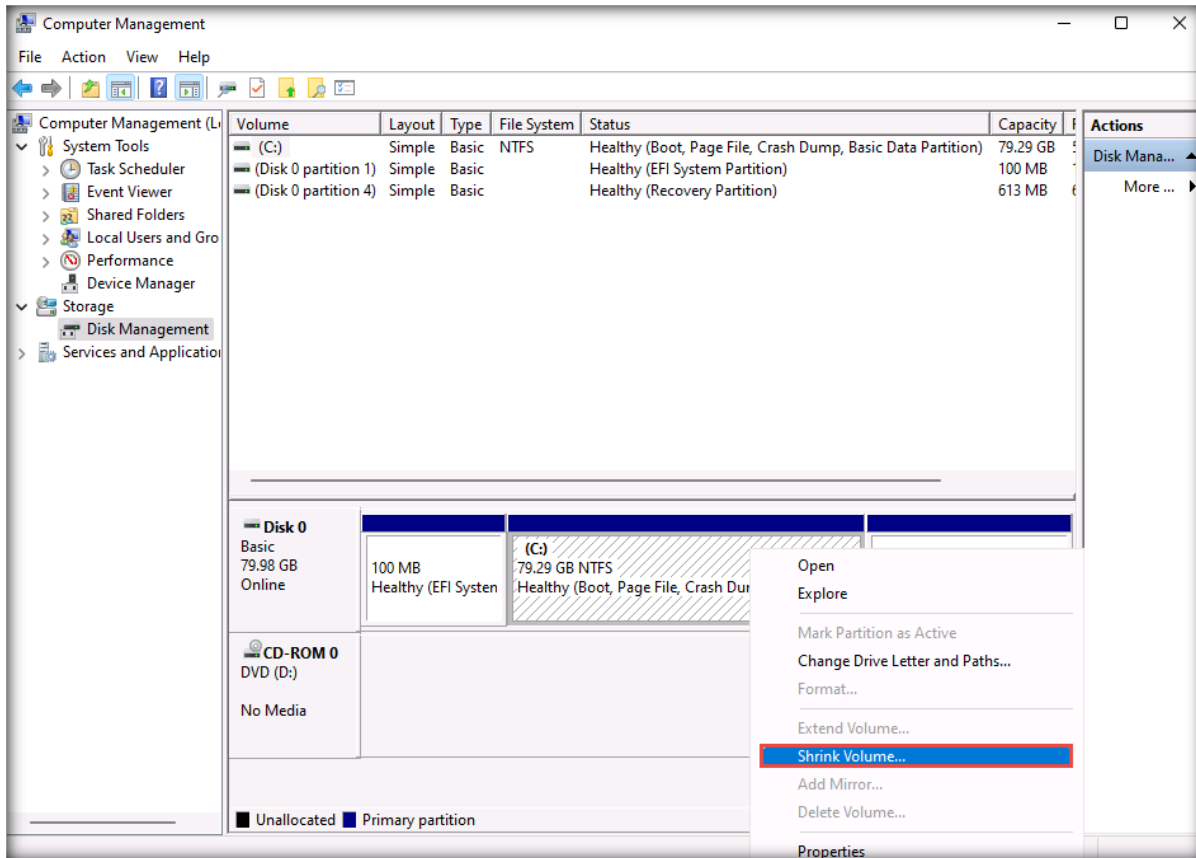 Computer Management
File Action View Help
Computer Management (L
System Tools
Task Scheduler
Event Viewer
Shared Folders
Local Users and Gro
Performance
Device Manager
Storage
Disk Management
Services and Application
Volume Layout Type File System Status Capacity F
(C:) Simple Basic NTFS Healthy (Boot, Page File, Crash Dump, Basic Data Partition) 79.29 GB
(Disk 0 partition 1) Simple Basic Healthy (EFI System Partition) 100 MB
(Disk 0 partition 4) Simple Basic Healthy (Recovery Partition) 613 MB
Actions
Disk Mana...
More ...
Disk 0
Basic
79.98 GB
Online
100 MB
Healthy (EFI System
(C:)
79.29 GB NTFS
Healthy (Boot, Page File, Crash Dur
CD-ROM 0
DVD (D:)
No Media
Unallocated Primary partition
Open
Explore
Mark Partition as Active
Change Drive Letter and Paths...
Format...
Extend Volume...
Shrink Volume...
Add Mirror...
Delete Volume...
Properties